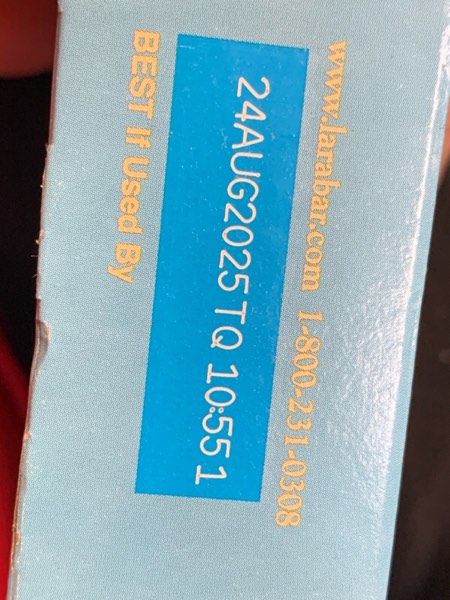 www.larabar.com 1-800-231-0308
24AUG2025 TQ 10:55 1
BEST If Used By